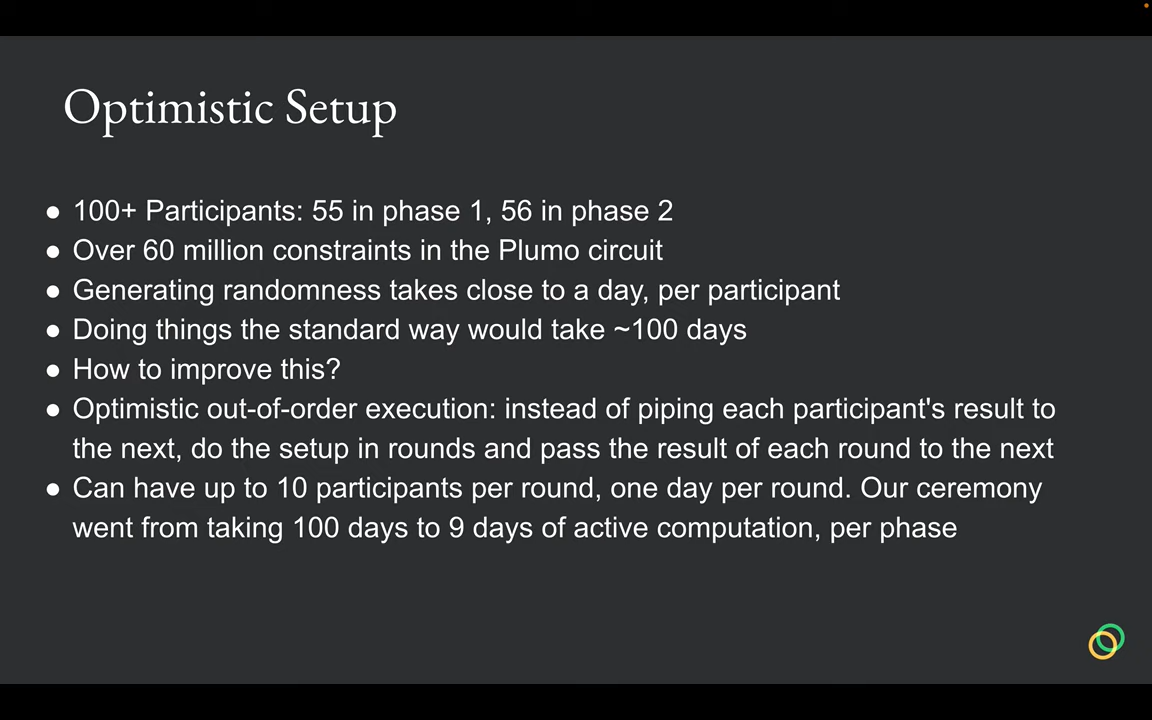 Optimistic Setup
● 100+ Participants: 55 in phase 1, 56 in phase 2
● Over 60 million constraints in the Plumo circuit
● Generating randomness takes close to a day, per participant
● Doing things the standard way would take ~100 days
● How to improve this?
● Optimistic out-of-order execution: instead of piping each participant's result to
the next, do the setup in rounds and pass the result of each round to the next
● Can have up to 10 participants per round, one day per round. Our ceremony
went from taking 100 days to 9 days of active computation, per phase